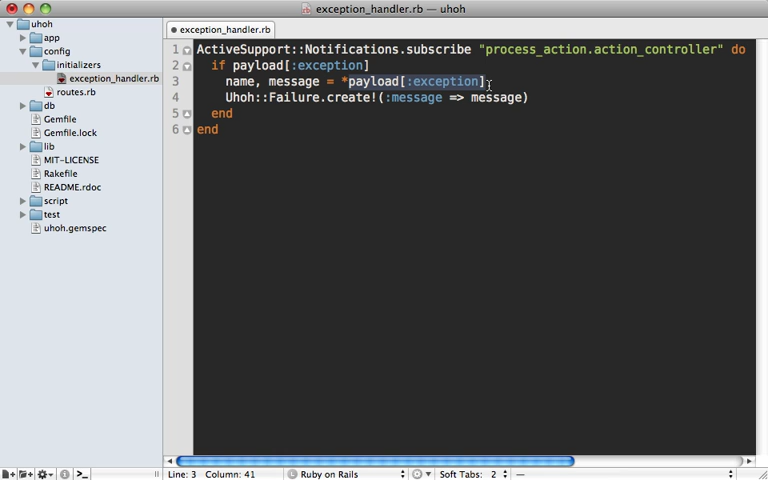 exception_handler.rb — uhoh
uhoh
app
config
initializers
exception_handler.rb
routes.rb
db
Gemfile
Gemfile.lock
lib
MIT-LICENSE
Rakefile
README.rdoc
script
test
uhoh.gemspec
exception_handler.rb
1 ActiveSupport::Notifications.subscribe "process_action.action_controller" do
2 if payload[:exception]
3 name, message = *payload[:exception]
4 Uhoh::Failure.create!(:message => message)
5 end
6 end
Line: 3 Column: 41 Ruby on Rails Soft Tabs: 2 —